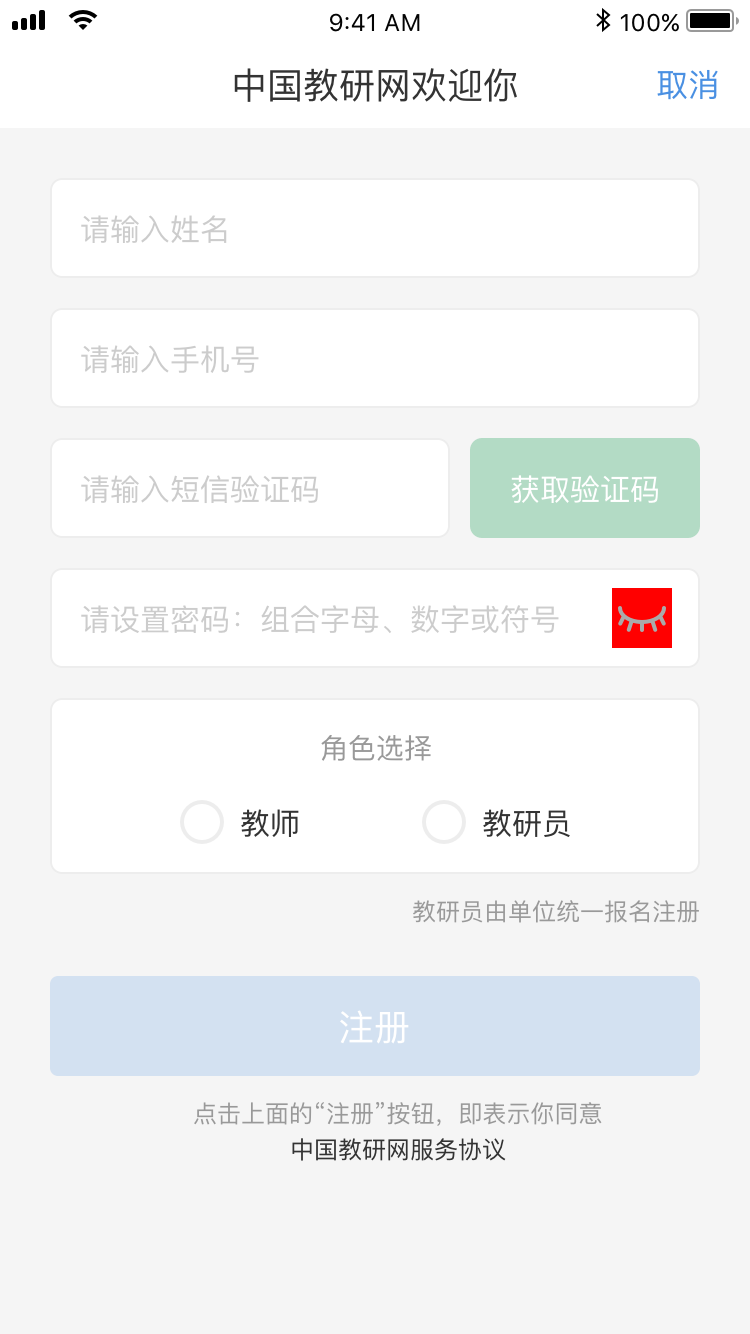 9:41 AM
100%
中国教研网欢迎你
取消
请输入姓名
请输入手机号
请输入短信验证码
获取验证码
请设置密码：组合字母、数字或符号
角色选择
教师
教研员
教研员由单位统一报名注册
注册
点击上面的“注册”按钮，即表示你同意
中国教研网服务协议